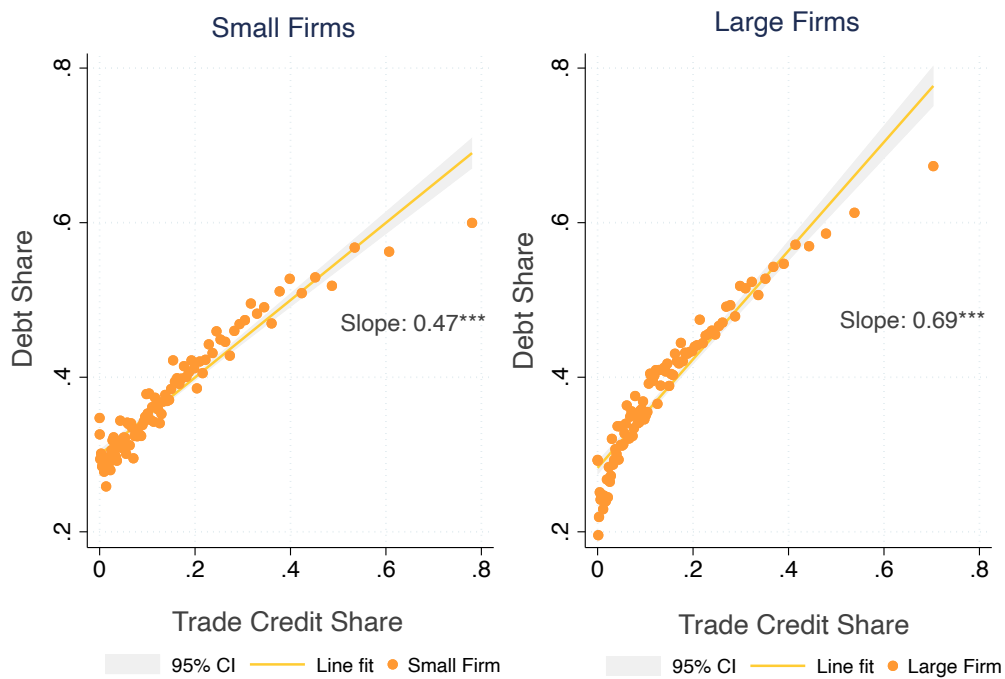 Small Firms
Debt Share
.8
.6
.4
.2
Slope: 0.47***
0 .2 .4 .6 .8
Trade Credit Share
95% CI Line fit Small Firm
Large Firms
Debt Share
.8
.6
.4
.2
Slope: 0.69***
0 .2 .4 .6 .8
Trade Credit Share
95% CI Line fit Large Firm